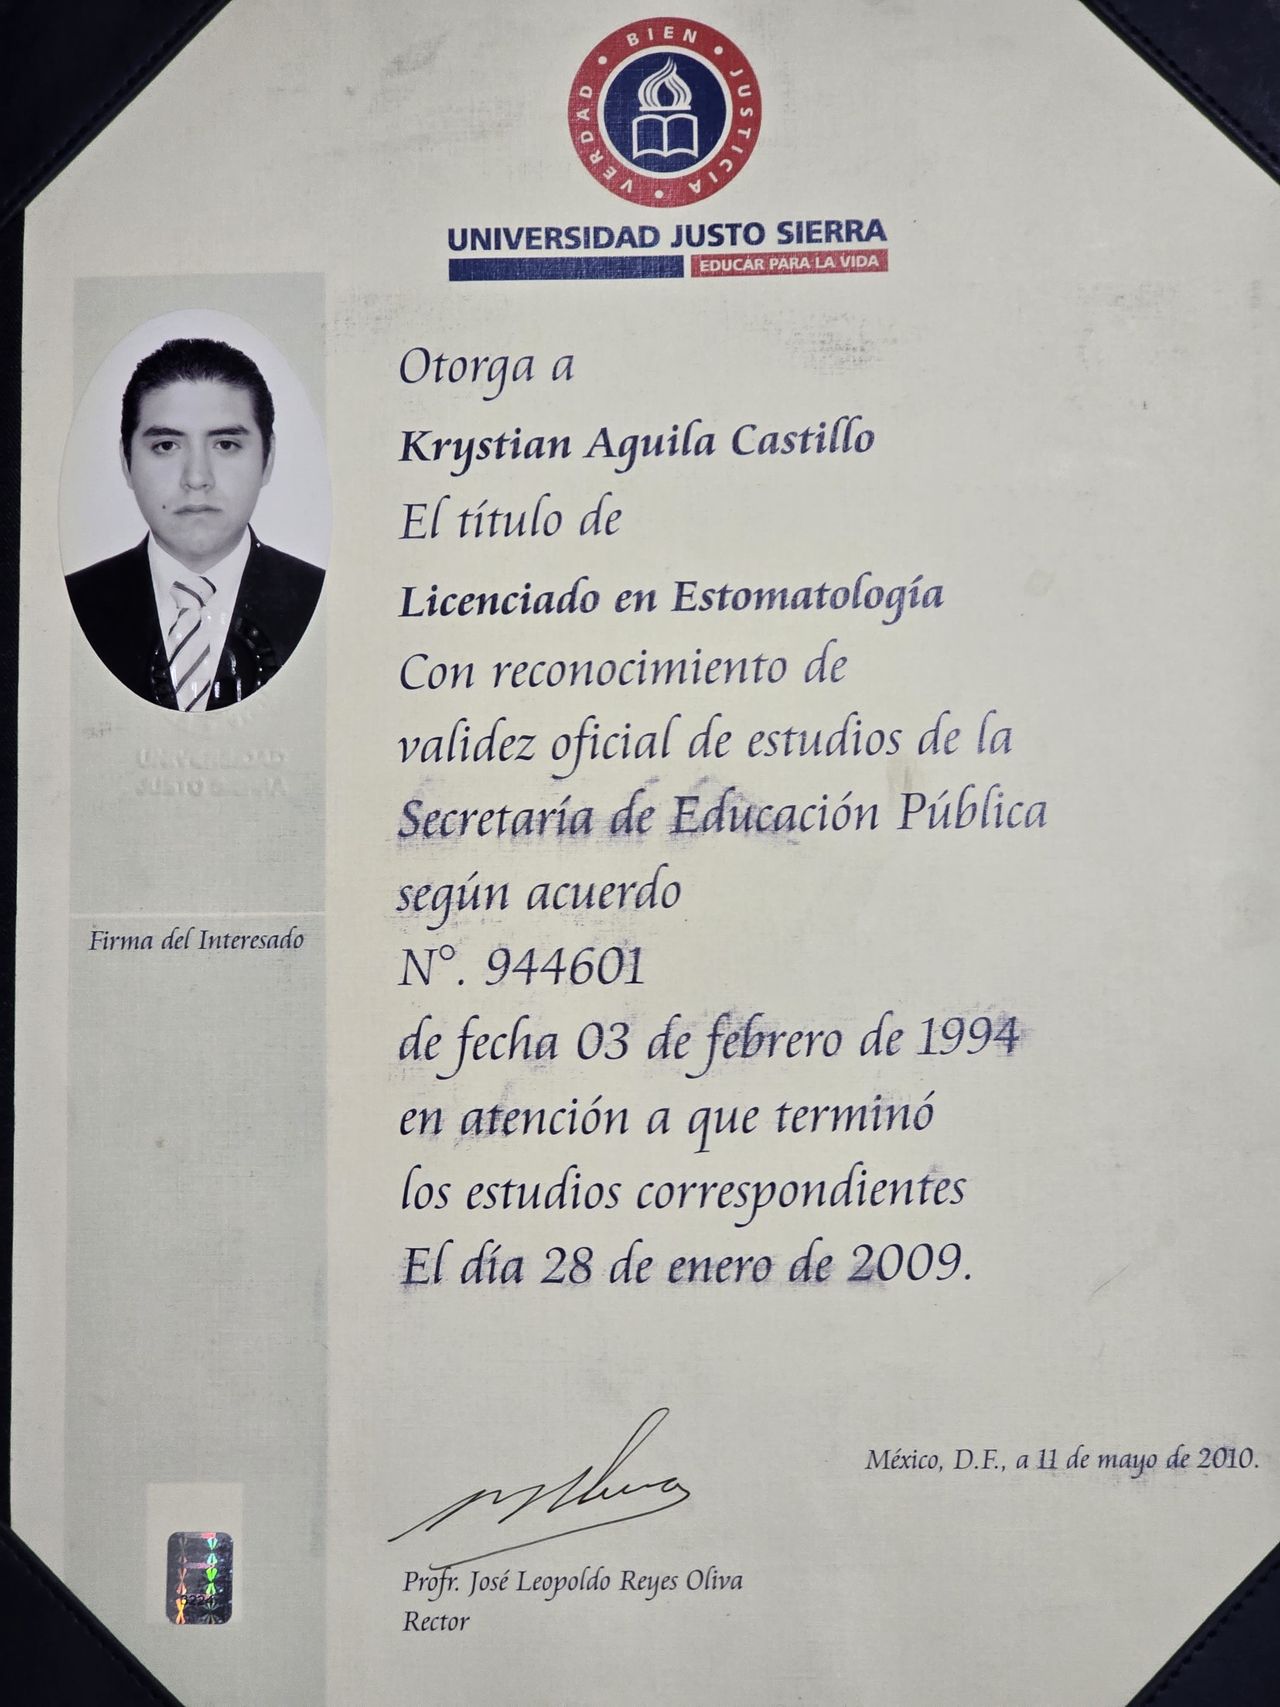 VERDAD • BIEN • JUSTICIA •
UNIVERSIDAD JUSTO SIERRA
EDUCAR PARA LA VIDA
Otorga a
Krystian Aguila Castillo
El título de
Licenciado en Estomatología
Con reconocimiento de
validez oficial de estudios de la
Secretaría de Educación Pública
según acuerdo
N°. 944601
de fecha 03 de febrero de 1994
en atención a que terminó
los estudios correspondientes
El día 28 de enero de 2009.
Firma del Interesado
México, D.F., a 11 de mayo de 2010.
Profr. José Leopoldo Reyes Oliva
Rector